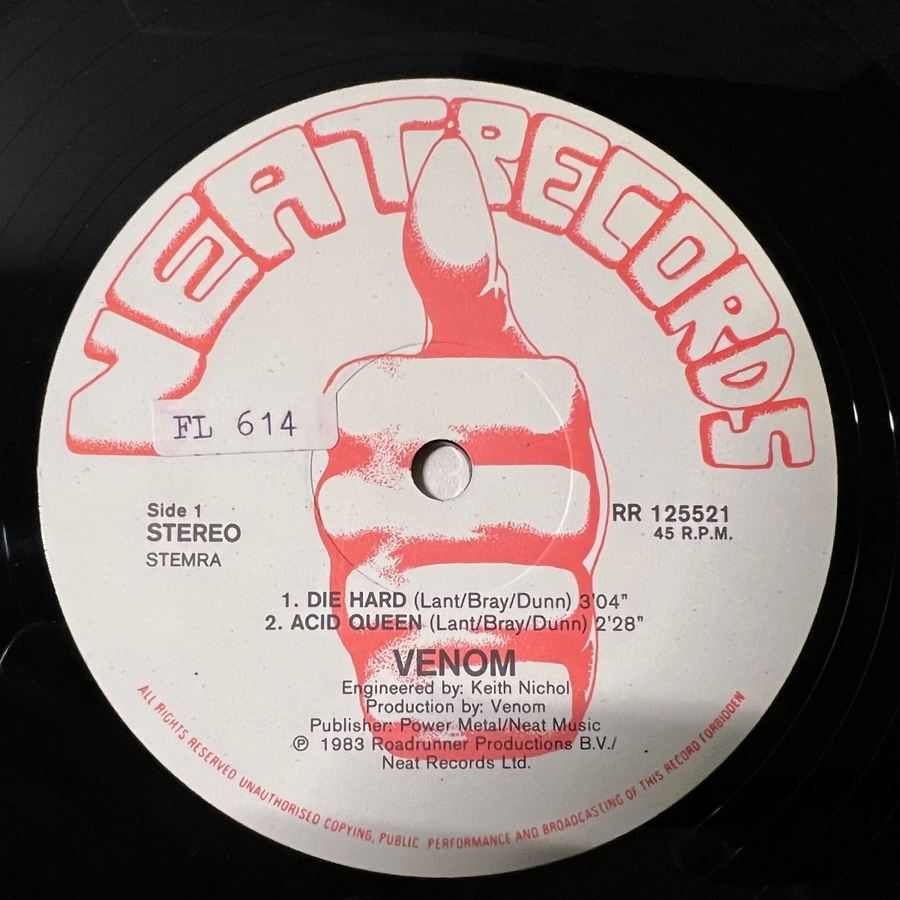 NEAT RECORDS
FL 614
Side 1
STEREO
STEMRA
RR 125521
45 R.P.M.
1. DIE HARD (Lant/Bray/Dunn) 3'04"
2. ACID QUEEN (Lant/Bray/Dunn) 2'28"
VENOM
Engineered by: Keith Nichol
Production by: Venom
Publisher: Power Metal/Neat Music
℗ 1983 Roadrunner Productions B.V./
Neat Records Ltd.
ALL RIGHTS RESERVED UNAUTHORISED COPYING, PUBLIC PERFORMANCE AND BROADCASTING OF THIS RECORD FORBIDDEN